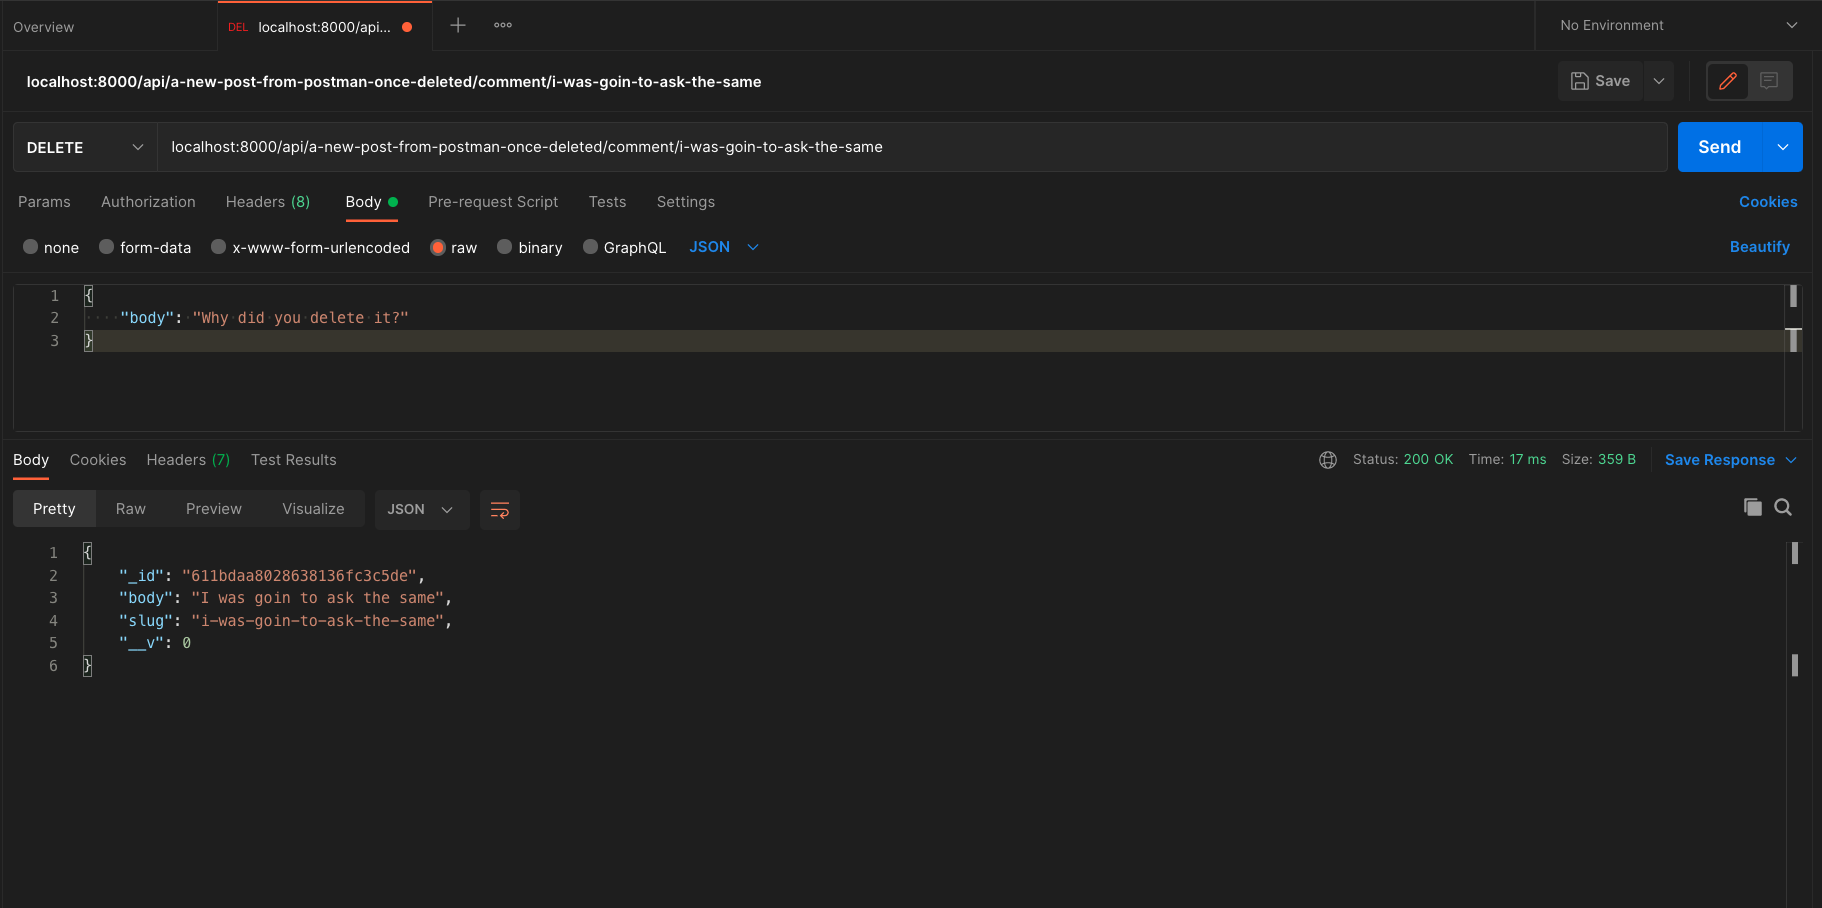 Overview
DEL localhost:8000/api...
No Environment
localhost:8000/api/a-new-post-from-postman-once-deleted/comment/i-was-goin-to-ask-the-same
Save
DELETE localhost:8000/api/a-new-post-from-postman-once-deleted/comment/i-was-goin-to-ask-the-same Send
Params Authorization Headers (8) Body Pre-request Script Tests Settings Cookies
none form-data x-www-form-urlencoded raw binary GraphQL JSON Beautify
1 {
2 "body": "Why did you delete it?"
3 }
Body Cookies Headers (7) Test Results Status: 200 OK Time: 17 ms Size: 359 B Save Response
Pretty Raw Preview Visualize JSON
1 {
2 "_id": "611bdaa8028638136fc3c5de",
3 "body": "I was goin to ask the same",
4 "slug": "i-was-goin-to-ask-the-same",
5 "__v": 0
6 }